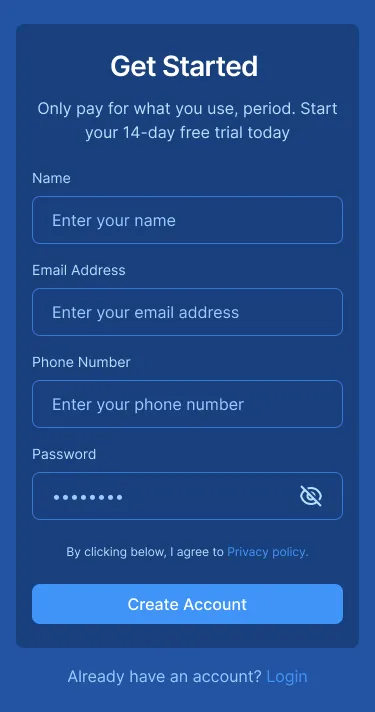 Get Started
Only pay for what you use, period. Start
your 14-day free trial today
Name
Enter your name
Email Address
Enter your email address
Phone Number
Enter your phone number
Password
••••••••
By clicking below, I agree to Privacy policy.
Create Account
Already have an account? Login